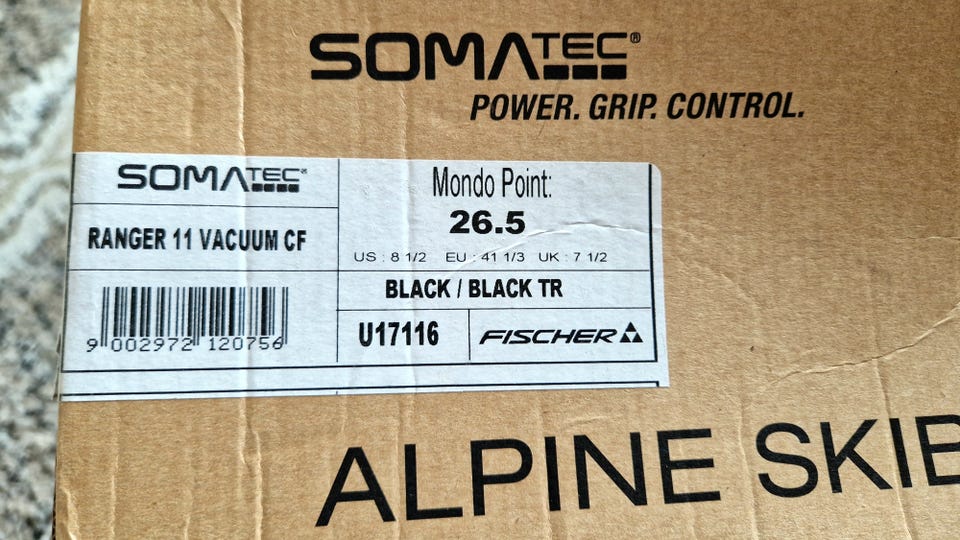 SOMATEC®
POWER. GRIP. CONTROL.
SOMATEC®
RANGER 11 VACUUM CF
9 002972 120756
Mondo Point:
26.5
US : 8 1/2 EU : 41 1/3 UK : 7 1/2
BLACK / BLACK TR
U17116
FISCHER
ALPINE SKIB